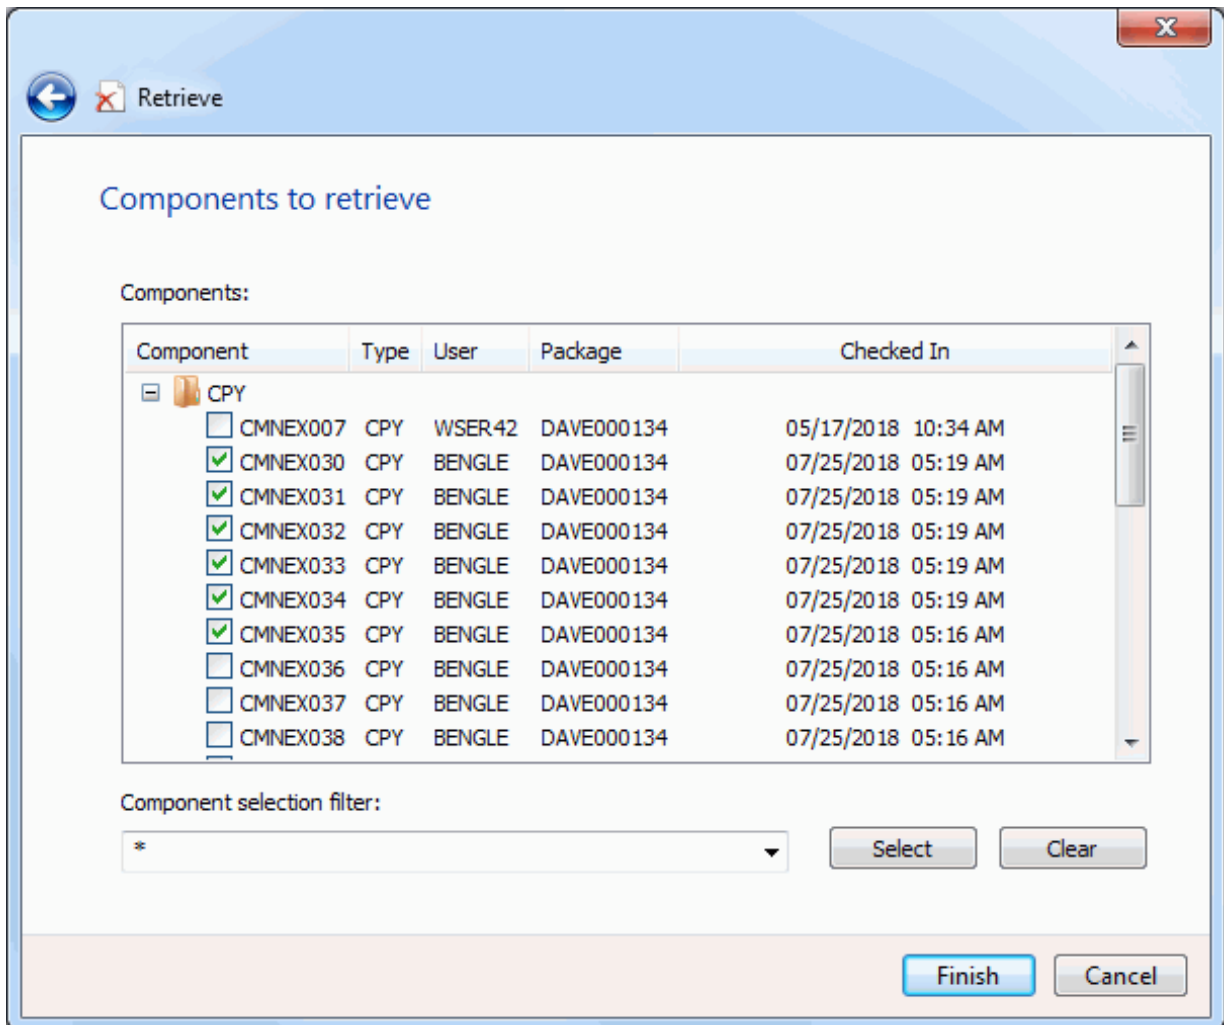 Retrieve
Components to retrieve
Components:
Component Type User Package Checked In
CPY
CMNEX007 CPY WSER42 DAVE000134 05/17/2018 10:34 AM
CMNEX030 CPY BENGLE DAVE000134 07/25/2018 05:19 AM
CMNEX031 CPY BENGLE DAVE000134 07/25/2018 05:19 AM
CMNEX032 CPY BENGLE DAVE000134 07/25/2018 05:19 AM
CMNEX033 CPY BENGLE DAVE000134 07/25/2018 05:19 AM
CMNEX034 CPY BENGLE DAVE000134 07/25/2018 05:19 AM
CMNEX035 CPY BENGLE DAVE000134 07/25/2018 05:16 AM
CMNEX036 CPY BENGLE DAVE000134 07/25/2018 05:16 AM
CMNEX037 CPY BENGLE DAVE000134 07/25/2018 05:16 AM
CMNEX038 CPY BENGLE DAVE000134 07/25/2018 05:16 AM
Component selection filter:
* Select Clear
Finish Cancel